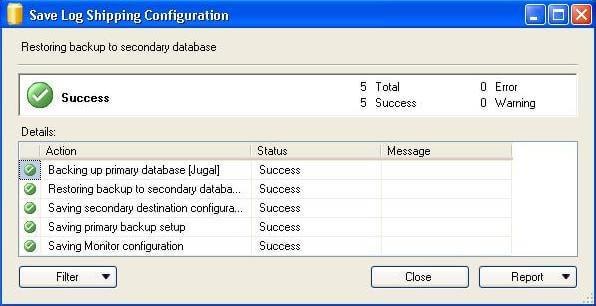 Save Log Shipping Configuration
Restoring backup to secondary database
Success
5 Total 0 Error
5 Success 0 Warning
Details:
Action Status Message
Backing up primary database [Jugal] Success
Restoring backup to secondary databa... Success
Saving secondary destination configura... Success
Saving primary backup setup Success
Saving Monitor configuration Success
Filter Close Report